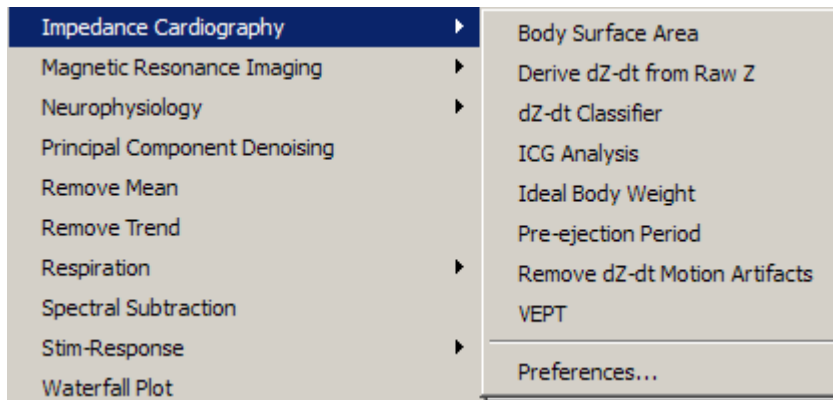 Impedance Cardiography
Magnetic Resonance Imaging
Neurophysiology
Principal Component Denoising
Remove Mean
Remove Trend
Respiration
Spectral Subtraction
Stim-Response
Waterfall Plot
Body Surface Area
Derive dZ-dt from Raw Z
dZ-dt Classifier
ICG Analysis
Ideal Body Weight
Pre-ejection Period
Remove dZ-dt Motion Artifacts
VEPT
Preferences...